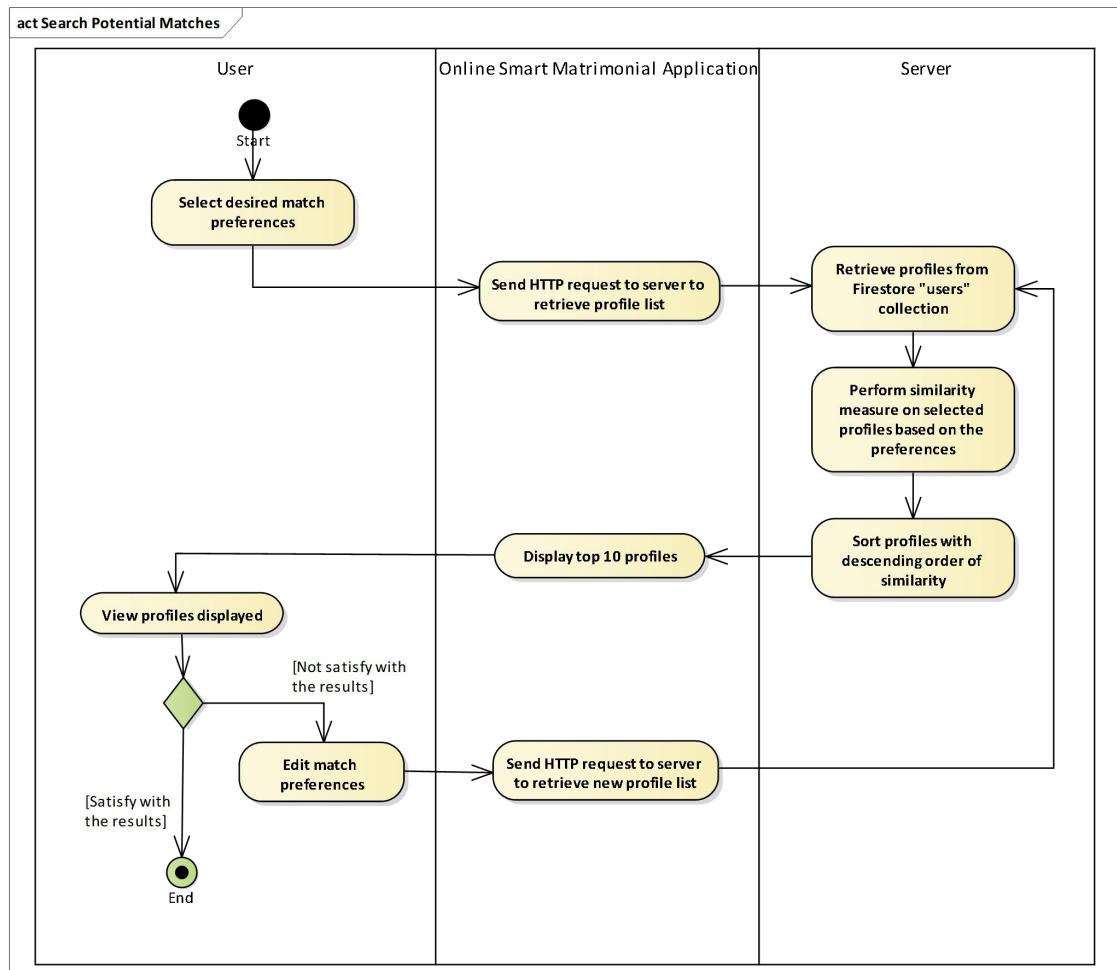 act Search Potential Matches
User
Online Smart Matrimonial Application
Server
Start
Select desired match
preferences
Send HTTP request to server to
retrieve profile list
Retrieve profiles from
Firestore "users"
collection
Perform similarity
measure on selected
profiles based on the
preferences
Sort profiles with
descending order of
similarity
Display top 10 profiles
View profiles displayed
[Not satisfy with
the results]
Edit match
preferences
Send HTTP request to server
to retrieve new profile list
[Satisfy with
the results]
End